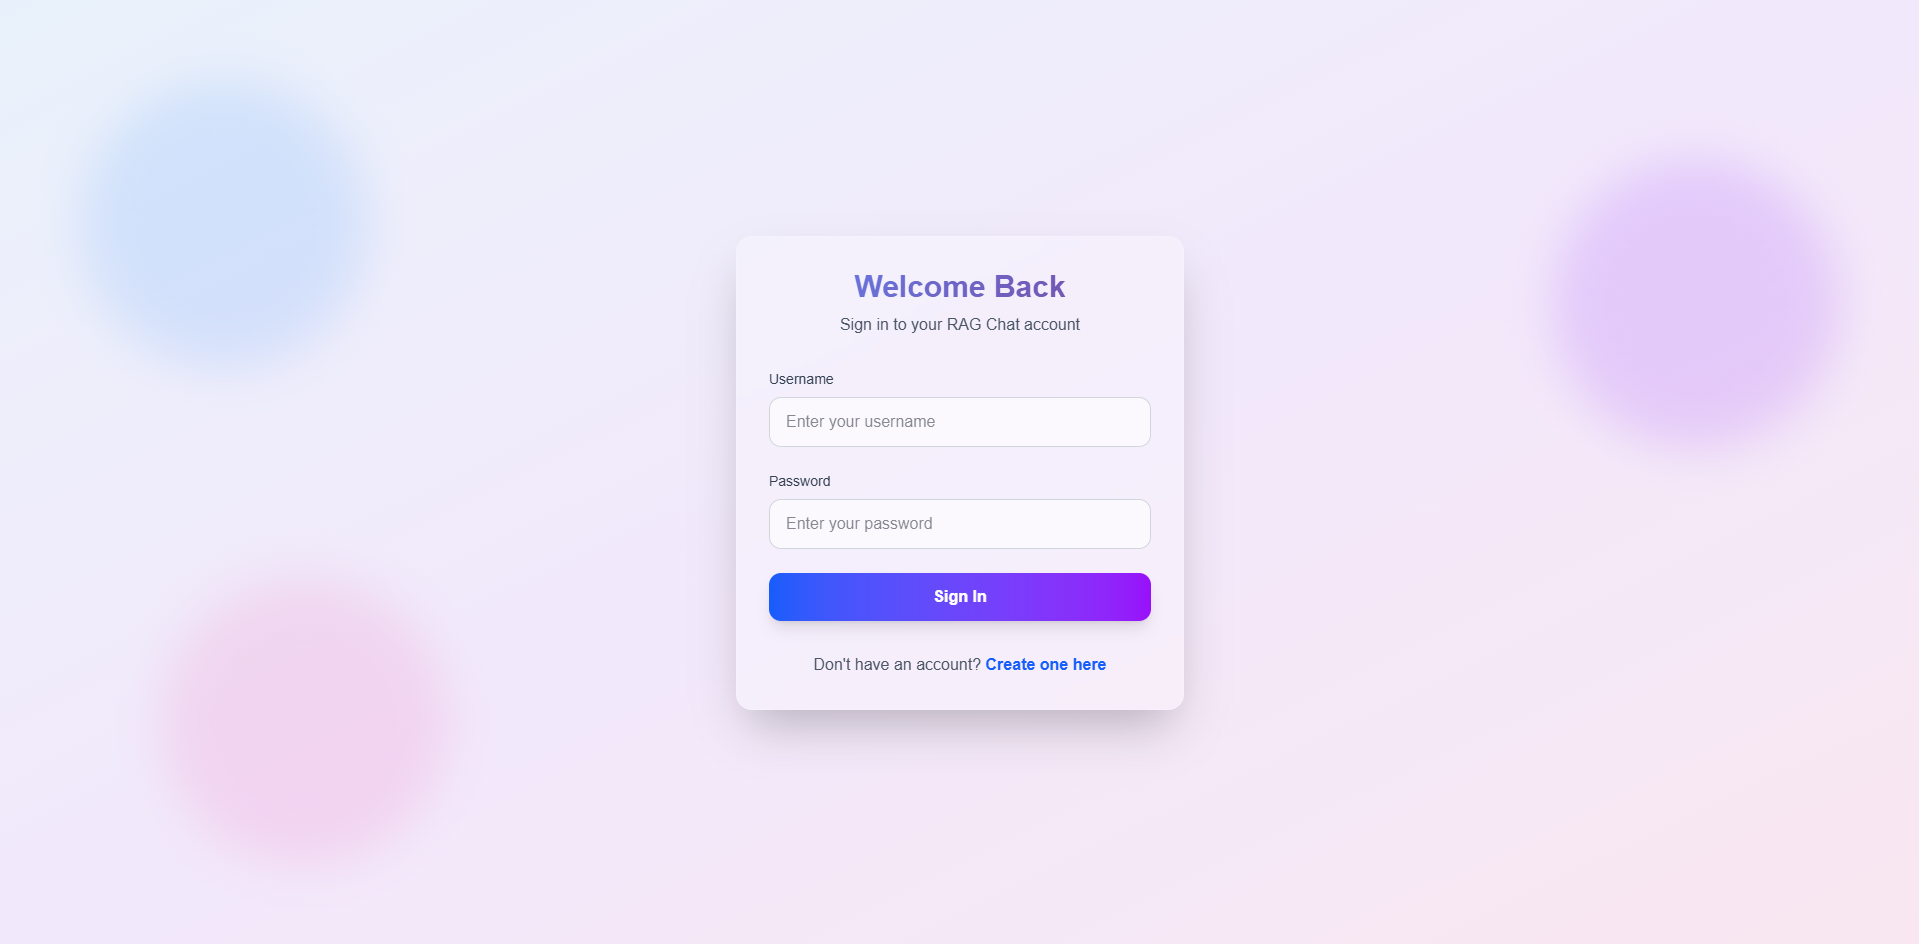 Welcome Back
Sign in to your RAG Chat account
Username
Enter your username
Password
Enter your password
Sign In
Don't have an account? Create one here